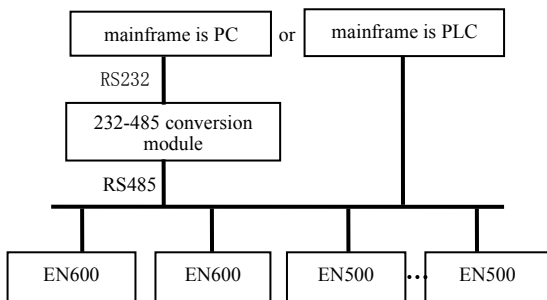 mainframe is PC
or
mainframe is PLC
RS232
232-485 conversion
module
RS485
EN600
EN600
EN500
...
EN500